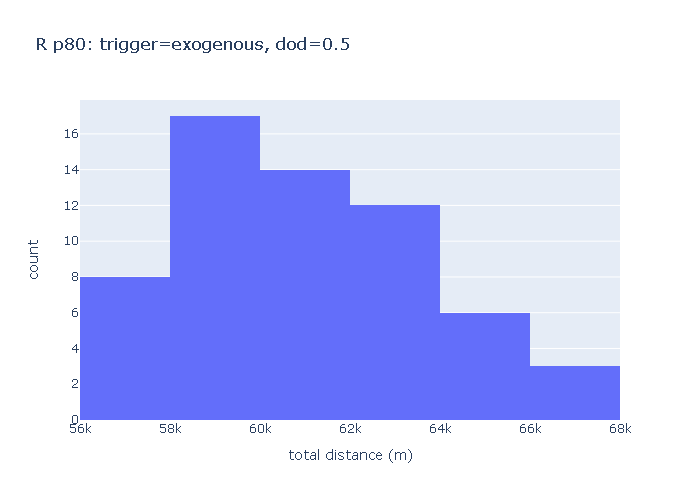 R p80: trigger=exogenous, dod=0.5
16
14
12
10
8
6
4
2
0
count
56k 58k 60k 62k 64k 66k 68k
total distance (m)